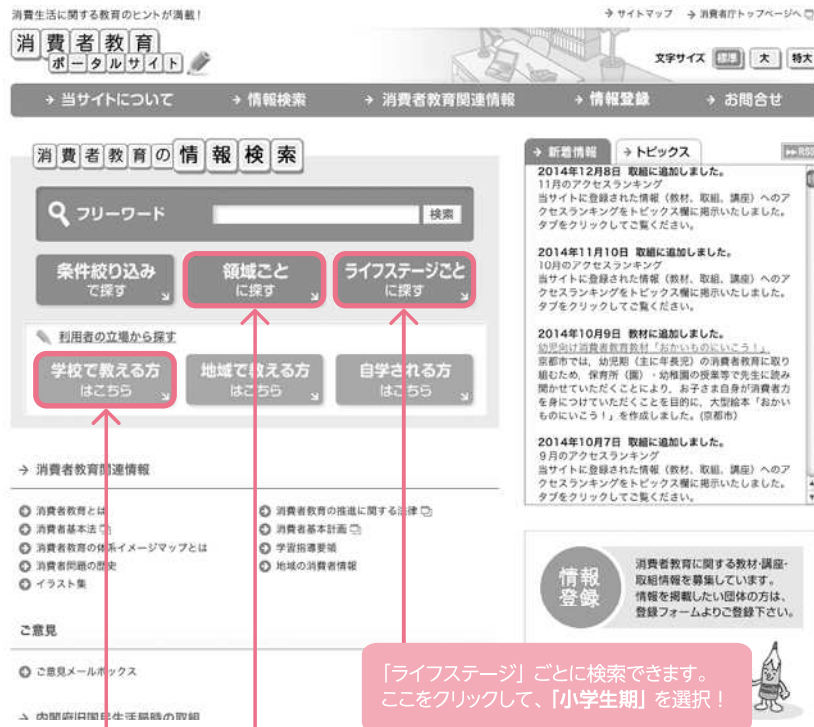 消費生活に関する教育のヒントが満載！
サイトマップ 消費者庁トップページへ
消費者教育
ポータルサイト
文字サイズ 標準 大 特大
当サイトについて 情報検索 消費者教育関連情報 情報登録 お問合せ
消費者教育の情報検索
フリーワード 検索
条件絞り込み
で探す
領域ごと
に探す
ライフステージごと
に探す
利用者の立場から探す
学校で教える方
はこちら
地域で教える方
はこちら
自学される方
はこちら
消費者教育関連情報
消費者教育とは
消費者基本法
消費者教育の体系イメージマップとは
消費者問題の歴史
イラスト集
消費者教育の推進に関する法律
消費者基本計画
学習指導要領
地域の消費者情報
ご意見
ご意見メールボックス
内閣府旧国民生活局時の取組
新着情報 トピックス RSS
2014年12月8日 取組に追加しました。
11月のアクセスランキング
当サイトに登録された情報（教材、取組、講座）へのア
クセスランキングをトピックス欄に掲示いたしました。
タブをクリックしてご覧ください。
2014年11月10日 取組に追加しました。
10月のアクセスランキング
当サイトに登録された情報（教材、取組、講座）へのア
クセスランキングをトピックス欄に掲示いたしました。
タブをクリックしてご覧ください。
2014年10月9日 教材に追加しました。
幼児向け消費者教育教材「おかいものにいこう！」
京都市では，幼児期（主に年長児）の消費者教育に取り
組むため，保育所（園）・幼稚園の授業等で先生に読み
聞かせていただくことにより，お子さま自身が消費者力
を身につけていただくことを目的に，大型絵本「おかい
ものにいこう！」を作成しました。(京都市)
2014年10月7日 取組に追加しました。
9月のアクセスランキング
当サイトに登録された情報（教材、取組、講座）へのア
クセスランキングをトピックス欄に掲示いたしました。
タブをクリックしてご覧ください。
情報
登録
消費者教育に関する教材・講座・
取組情報を募集しています。
情報を掲載したい団体の方は、
登録フォームよりご登録下さい。
「ライフステージ」ごとに検索できます。
ここをクリックして、「小学生期」を選択！